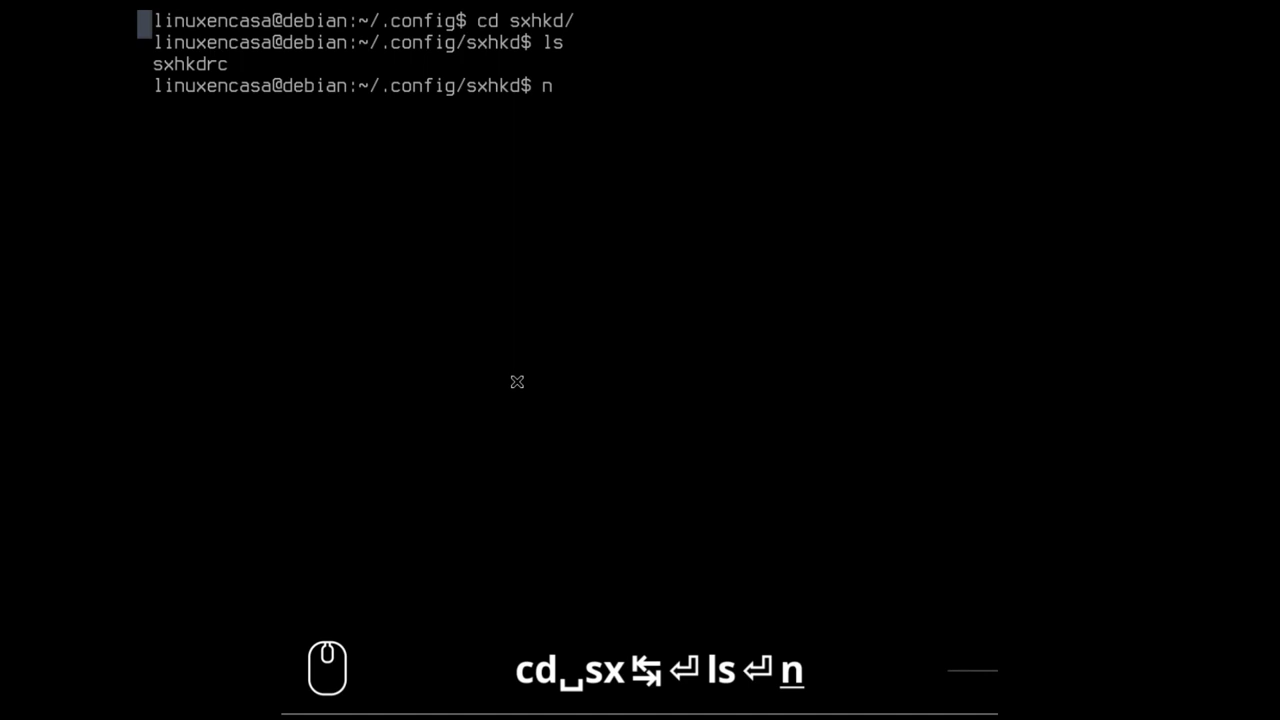 linuxencasa@debian:~/.config$ cd sxhkd/
linuxencasa@debian:~/.config/sxhkd$ ls
sxhkdrc
linuxencasa@debian:~/.config/sxhkd$ n
cd␣sx↹⏎ls⏎n